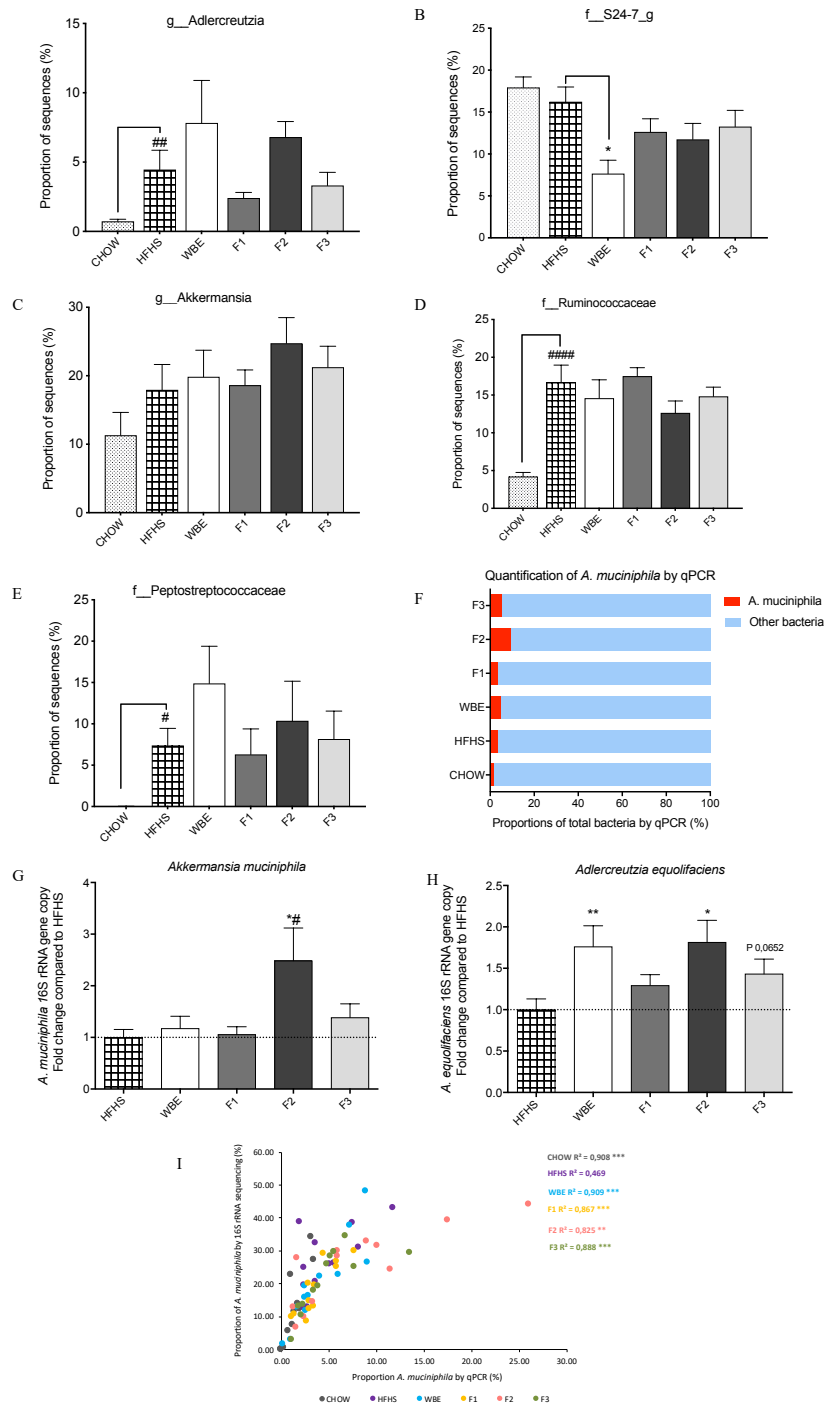 g__Adlercreutzia
Proportion of sequences (%)
15
10
5
0
##
CHOW
HFHS
WBE
F1
F2
F3
B
f__S24-7_g
Proportion of sequences (%)
25
20
15
10
5
0
*
CHOW
HFHS
WBE
F1
F2
F3
C
g__Akkermansia
Proportion of sequences (%)
30
20
10
0
CHOW
HFHS
WBE
F1
F2
F3
D
f__Ruminococcaceae
Proportion of sequences (%)
25
20
15
10
5
0
####
CHOW
HFHS
WBE
F1
F2
F3
E
f__Peptostreptococcaceae
Proportion of sequences (%)
25
20
15
10
5
0
#
CHOW
HFHS
WBE
F1
F2
F3
Quantification of A. muciniphila by qPCR
F
F3
F2
F1
WBE
HFHS
CHOW
0 20 40 60 80 100
Proportions of total bacteria by qPCR (%)
A. muciniphila
Other bacteria
G
Akkermansia muciniphila
A. muciniphila 16S rRNA gene copy
Fold change compared to HFHS
4
3
2
1
0
*#
HFHS
WBE
F1
F2
F3
H
Adlercreutzia equolifaciens
A. equolifaciens 16S rRNA gene copy
Fold change compared to HFHS
2.5
2.0
1.5
1.0
0.5
0.0
**
*
P 0,0652
HFHS
WBE
F1
F2
F3
I
Proportion of A. muciniphila by 16S rRNA sequencing (%)
60.00
50.00
40.00
30.00
20.00
10.00
0.00
0.00 5.00 10.00 15.00 20.00 25.00 30.00
Proportion A. muciniphila by qPCR (%)
CHOW R² = 0,908 ***
HFHS R² = 0,469
WBE R² = 0,909 ***
F1 R² = 0,867 ***
F2 R² = 0,825 **
F3 R² = 0,888 ***
CHOW HFHS WBE F1 F2 F3